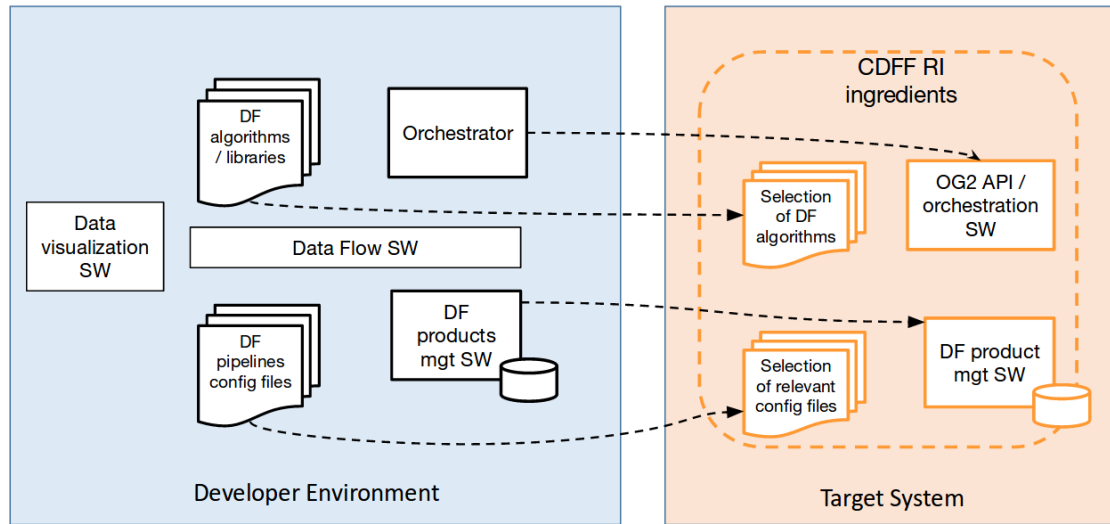 DF
algorithms
/ libraries
Orchestrator
Data
visualization
SW
Data Flow SW
DF
pipelines
config files
DF
products
mgt SW
Developer Environment
CDFF RI
ingredients
Selection
of DF
algorithms
OG2 API /
orchestration
SW
Selection
of relevant
config files
DF product
mgt SW
Target System